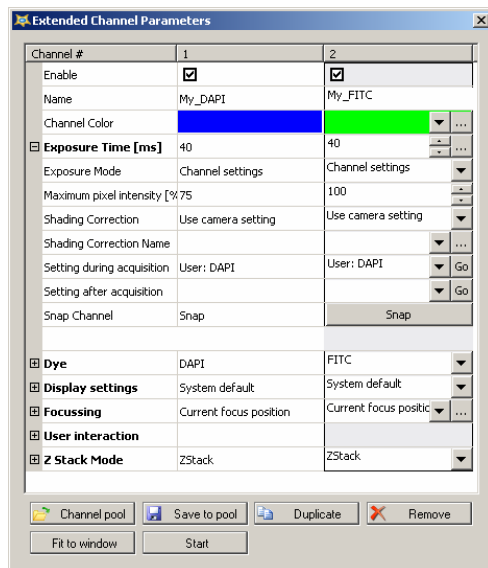 Extended Channel Parameters
Channel # 1 2
Enable
Name My_DAPI My_FITC
Channel Color ...
Exposure Time [ms] 40 40 ...
Exposure Mode Channel settings Channel settings
Maximum pixel intensity [% 75 100
Shading Correction Use camera setting Use camera setting
Shading Correction Name ...
Setting during acquisition User: DAPI User: DAPI Go
Setting after acquisition Go
Snap Channel Snap Snap
Dye DAPI FITC
Display settings System default System default
Focussing Current focus position Current focus positic ...
User interaction
Z Stack Mode ZStack ZStack
Channel pool Save to pool Duplicate Remove
Fit to window Start